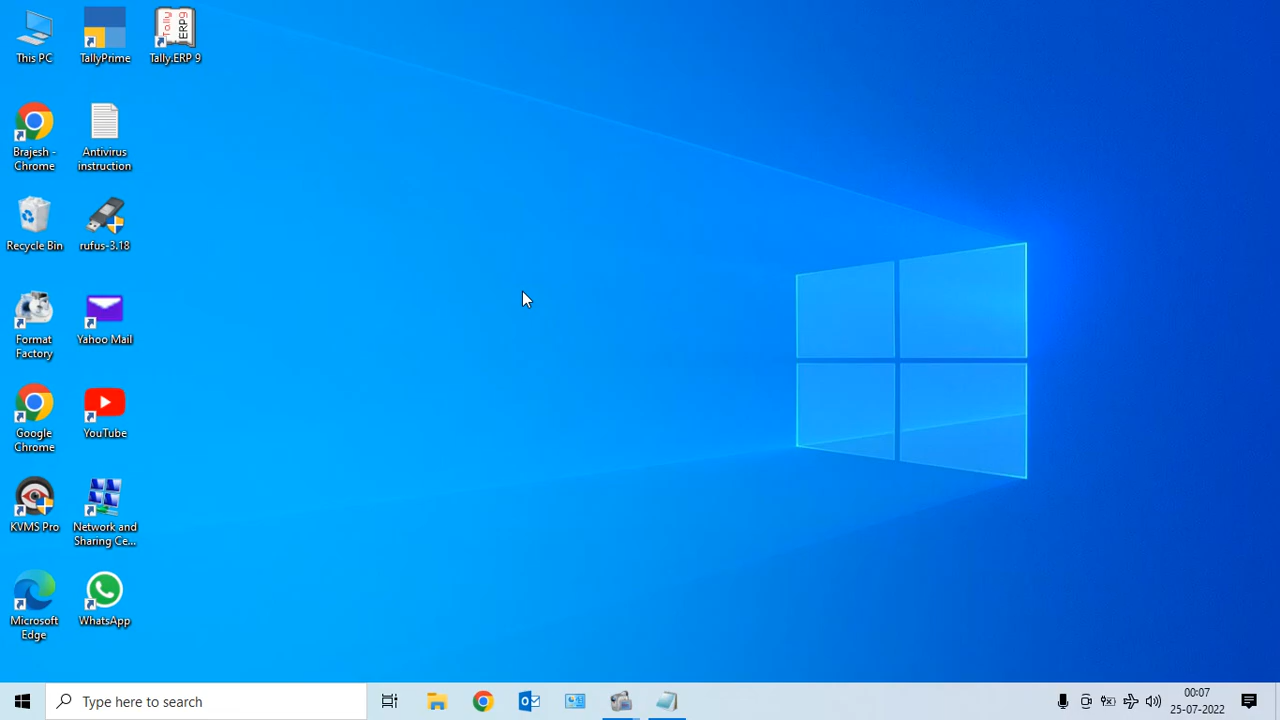 This PC
TallyPrime
Tally
ERP9
Tally.ERP 9
Brajesh -
Chrome
Antivirus
instruction
Recycle Bin
rufus-3.18
Format
Factory
Yahoo Mail
Google
Chrome
YouTube
KVMS Pro
Network and
Sharing Ce...
Microsoft
Edge
WhatsApp
Type here to search
00:07
25-07-2022